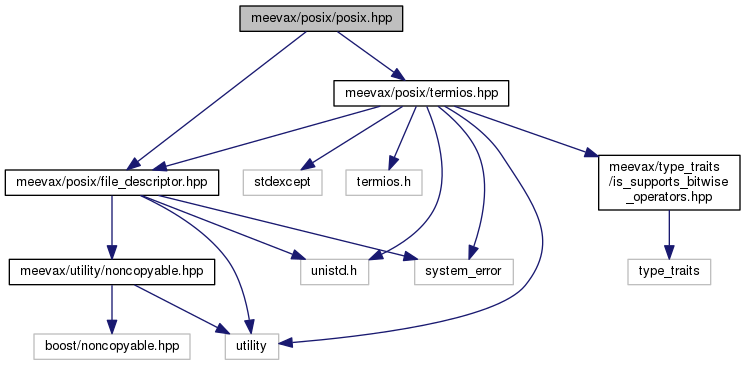 meevax/posix/posix.hpp
meevax/posix/termios.hpp
meevax/posix/file_descriptor.hpp
stdexcept
termios.h
meevax/type_traits
/is_supports_bitwise
_operators.hpp
meevax/utility/noncopyable.hpp
unistd.h
system_error
type_traits
boost/noncopyable.hpp
utility